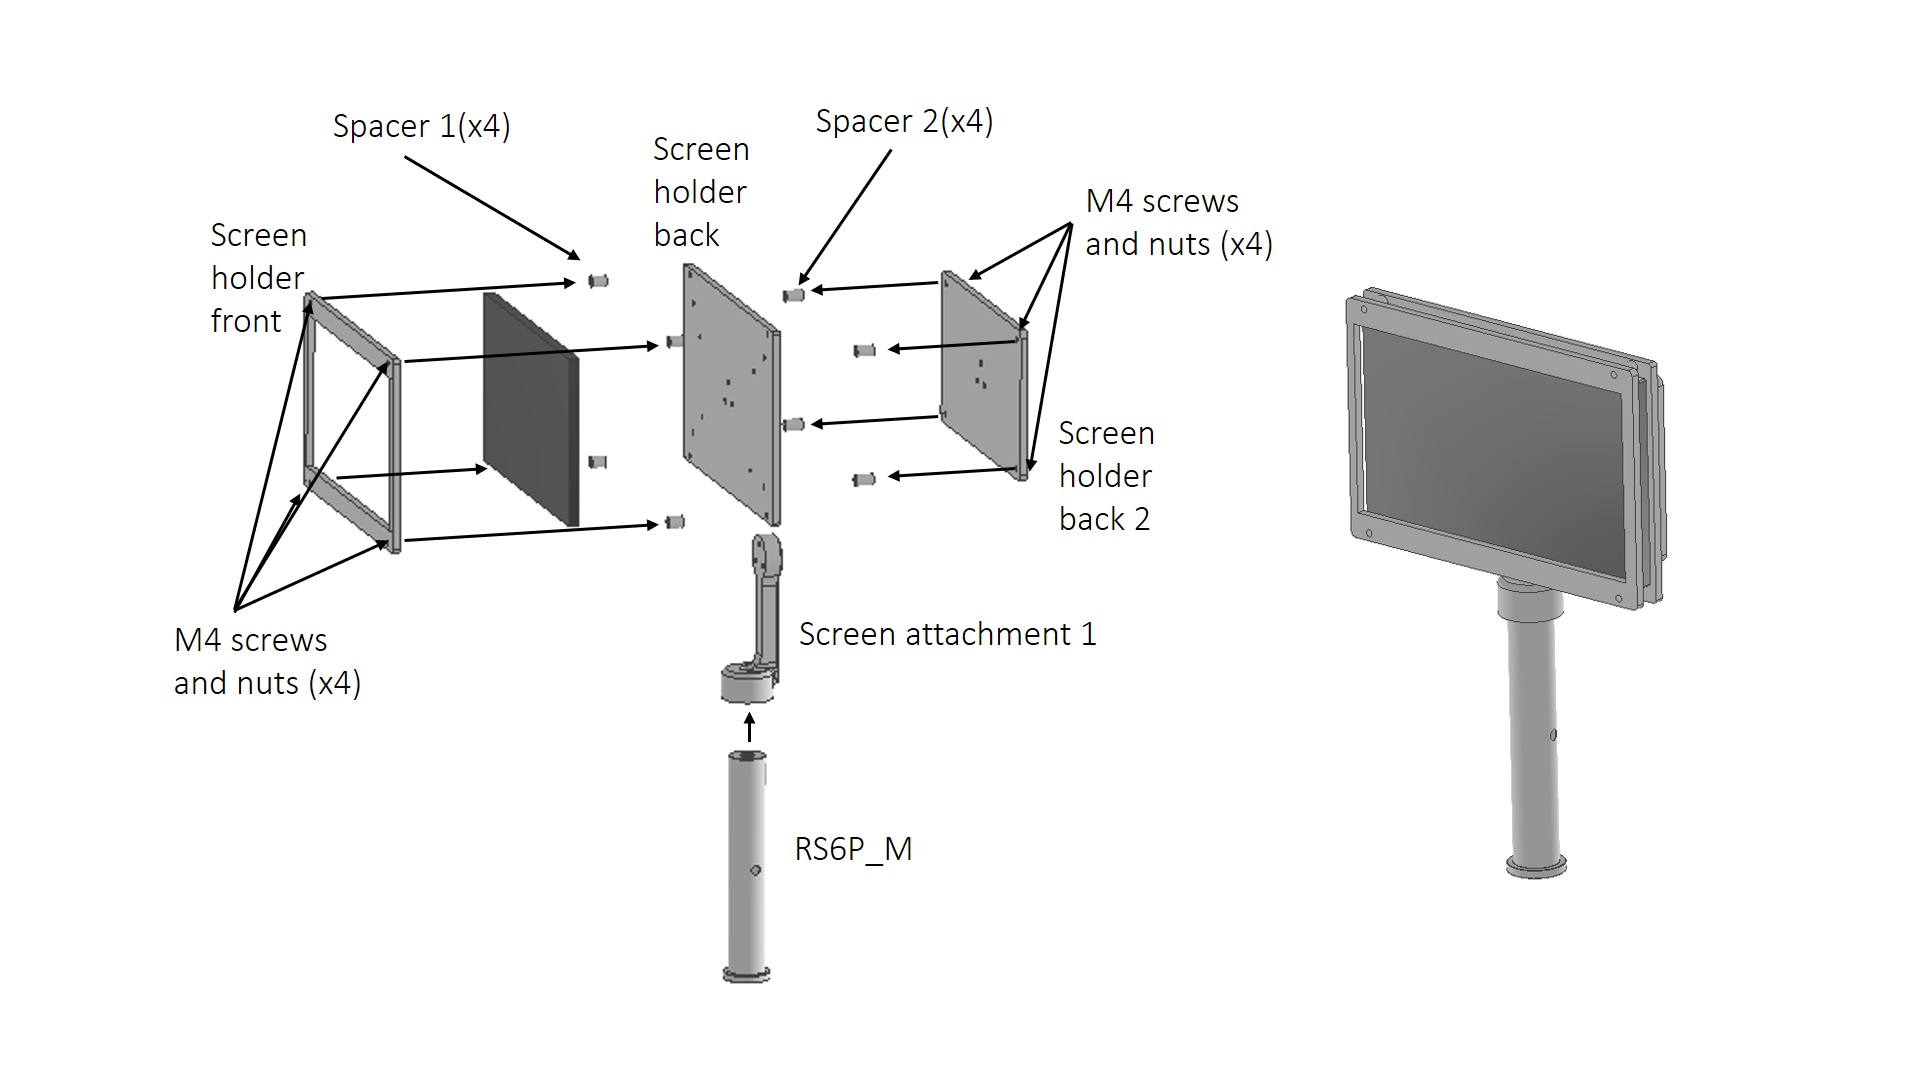 Spacer 1(x4)
Spacer 2(x4)
Screen
holder
back
M4 screws
and nuts (x4)
Screen
holder
front
Screen
holder
back 2
M4 screws
and nuts (x4)
Screen attachment 1
RS6P_M